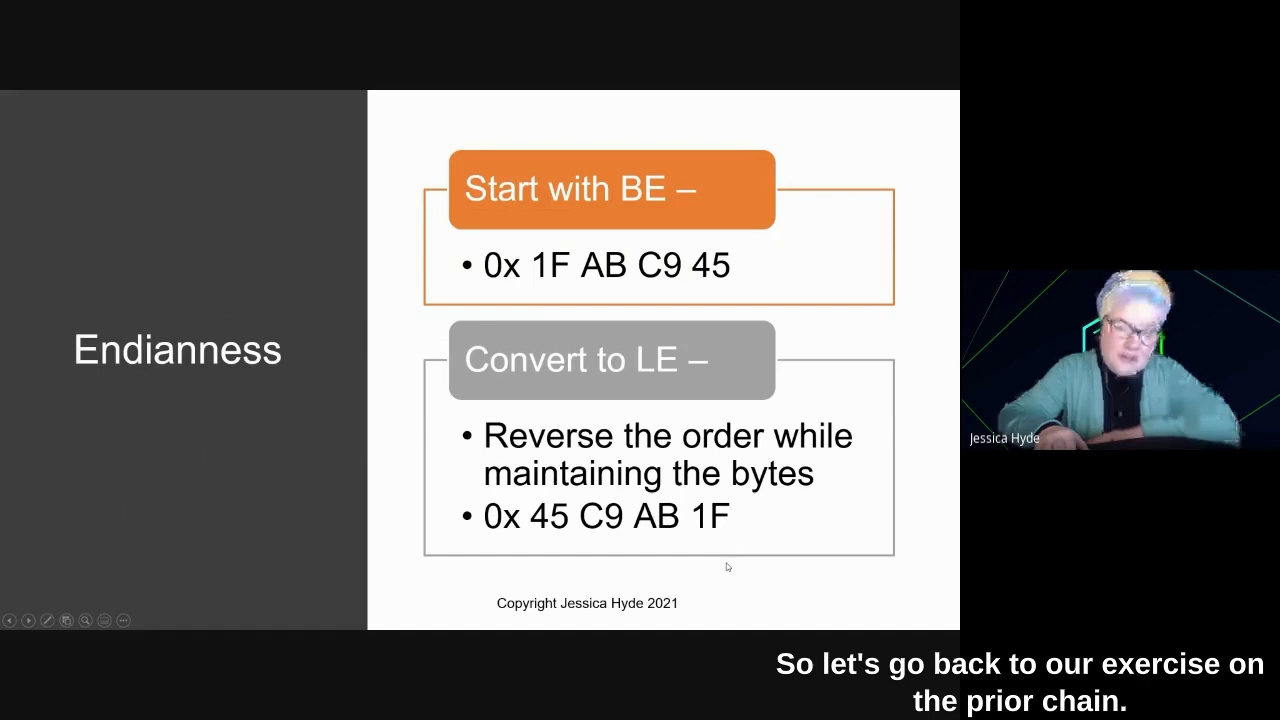 Endianness
Start with BE –
• 0x 1F AB C9 45
Convert to LE –
• Reverse the order while
maintaining the bytes
• 0x 45 C9 AB 1F
Copyright Jessica Hyde 2021
Jessica Hyde
So let's go back to our exercise on
the prior chain.